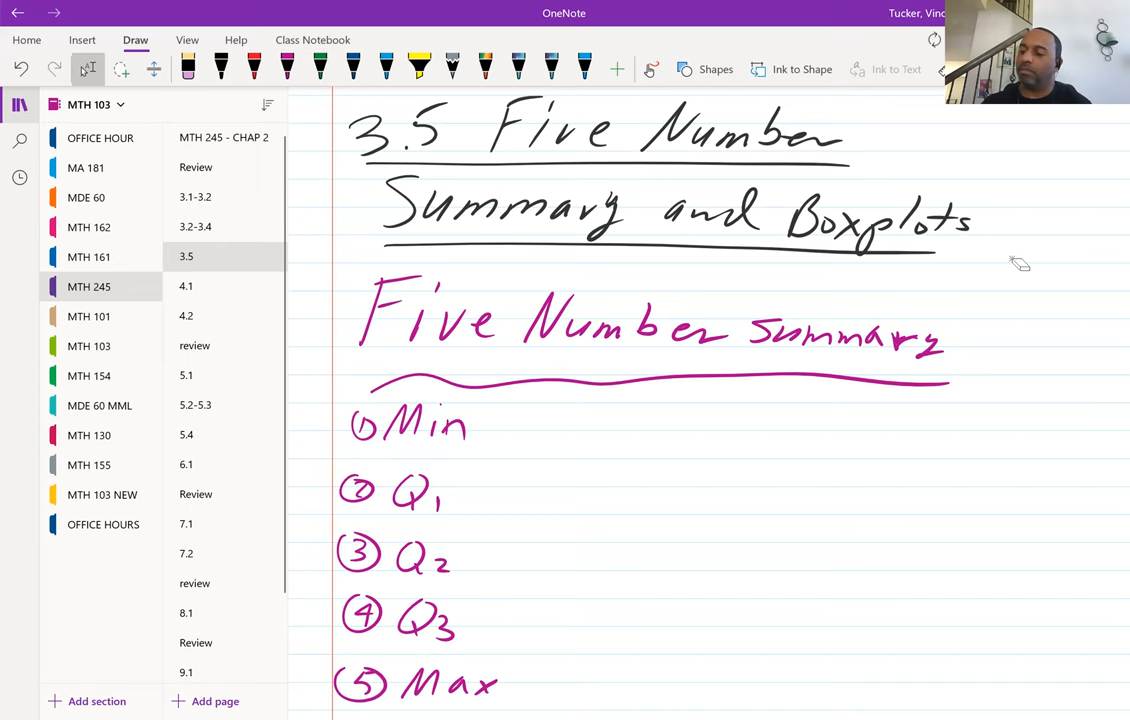 OneNote
Tucker, Vinc
Home Insert Draw View Help Class Notebook
Shapes Ink to Shape Ink to Text
MTH 103
OFFICE HOUR
MA 181
MDE 60
MTH 162
MTH 161
MTH 245
MTH 101
MTH 103
MTH 154
MDE 60 MML
MTH 130
MTH 155
MTH 103 NEW
OFFICE HOURS
Add section
MTH 245 - CHAP 2
Review
3.1-3.2
3.2-3.4
3.5
4.1
4.2
review
5.1
5.2-5.3
5.4
6.1
Review
7.1
7.2
review
8.1
Review
9.1
Add page
3.5 Five Number
Summary and Boxplots
Five Number summary
① Min
② Q1
③ Q2
④ Q3
⑤ Max